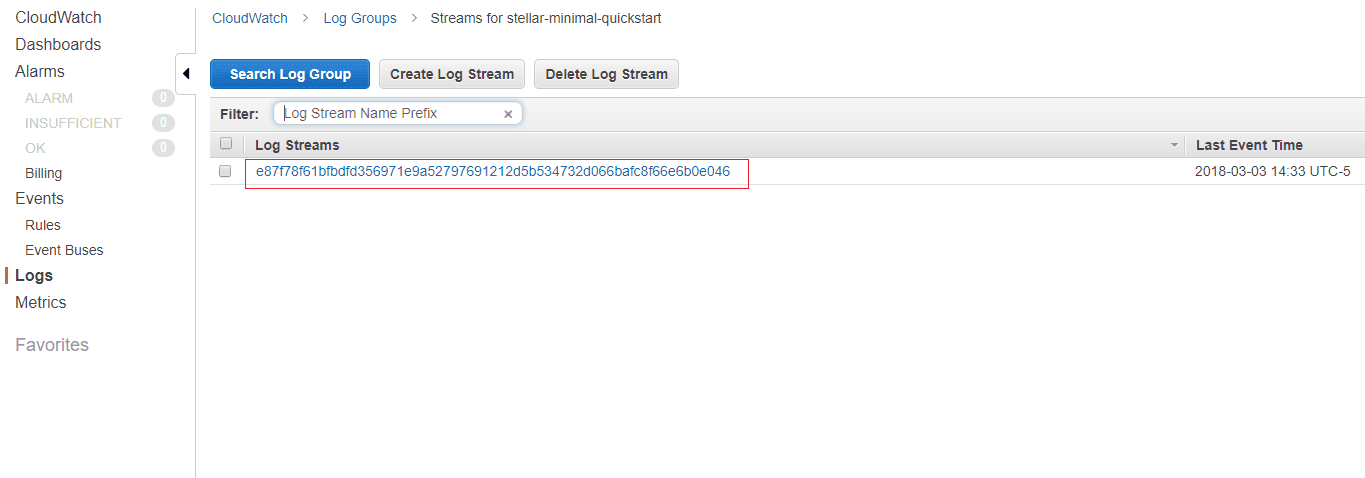 CloudWatch
Dashboards
Alarms
ALARM 0
INSUFFICIENT 0
OK 0
Billing
Events
Rules
Event Buses
Logs
Metrics
Favorites
CloudWatch > Log Groups > Streams for stellar-minimal-quickstart
Search Log Group Create Log Stream Delete Log Stream
Filter: Log Stream Name Prefix ×
Log Streams Last Event Time
e87f78f61bfbdfd356971e9a52797691212d5b534732d066bafc8f66e6b0e046 2018-03-03 14:33 UTC-5